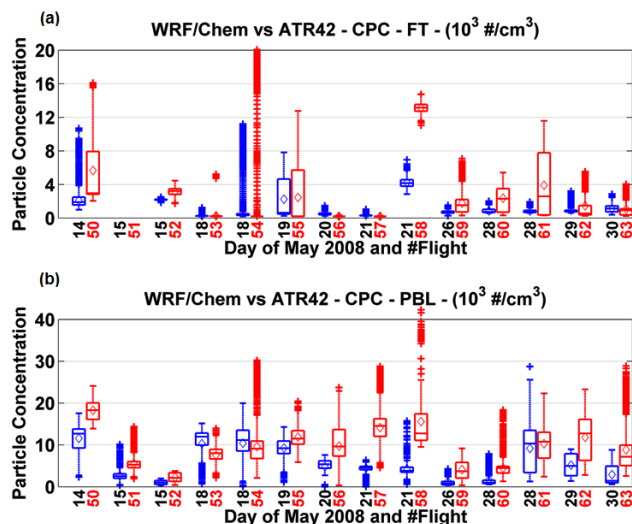 (a)
WRF/Chem vs ATR42 - CPC - FT - (10³ #/cm³)
Particle Concentration
20
16
12
8
4
0
14 15 15 18 18 19 20 21 21 26 28 28 29 30
50 51 52 53 54 55 56 57 58 59 60 61 62 63
Day of May 2008 and #Flight
(b)
WRF/Chem vs ATR42 - CPC - PBL - (10³ #/cm³)
Particle Concentration
40
30
20
10
0
14 15 15 18 18 19 20 21 21 26 28 28 29 30
50 51 52 53 54 55 56 57 58 59 60 61 62 63
Day of May 2008 and #Flight